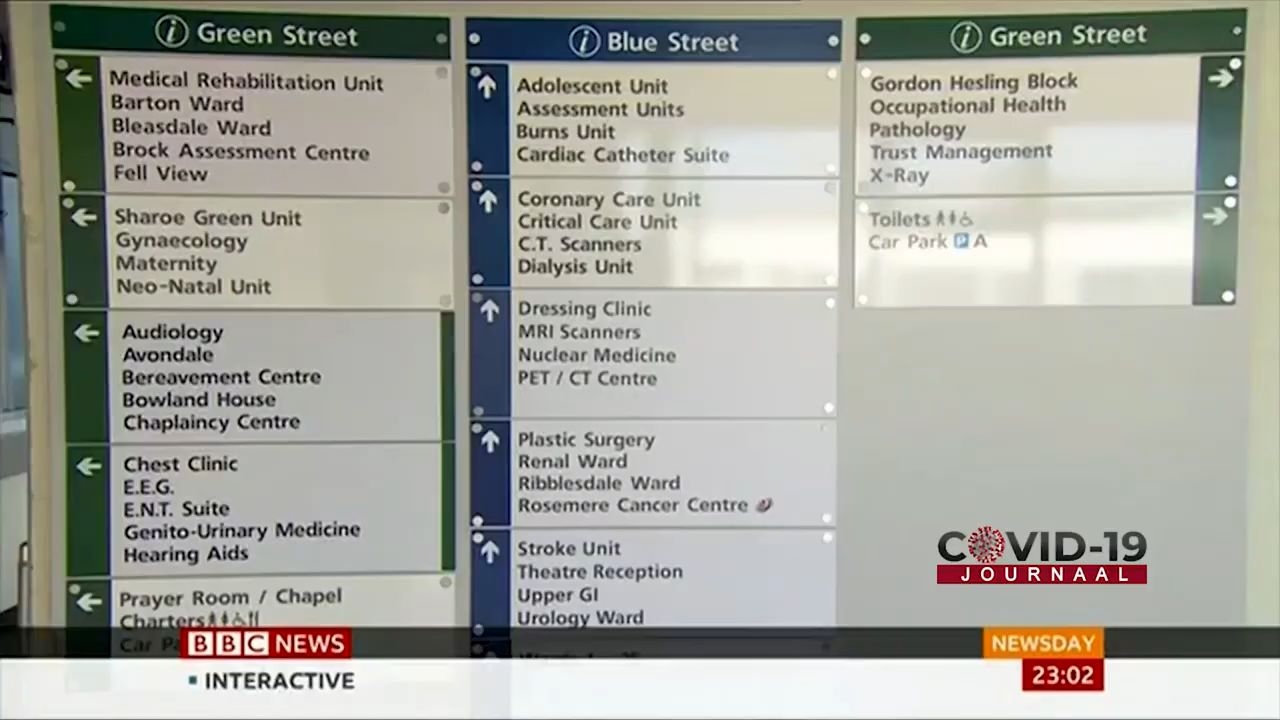 Green Street
Medical Rehabilitation Unit
Barton Ward
Bleasdale Ward
Brock Assessment Centre
Fell View
Sharoe Green Unit
Gynaecology
Maternity
Neo-Natal Unit
Audiology
Avondale
Bereavement Centre
Bowland House
Chaplaincy Centre
Chest Clinic
E.E.G.
E.N.T. Suite
Genito-Urinary Medicine
Hearing Aids
Prayer Room / Chapel
Charters
Car
Blue Street
Adolescent Unit
Assessment Units
Burns Unit
Cardiac Catheter Suite
Coronary Care Unit
Critical Care Unit
C.T. Scanners
Dialysis Unit
Dressing Clinic
MRI Scanners
Nuclear Medicine
PET / CT Centre
Plastic Surgery
Renal Ward
Ribblesdale Ward
Rosemere Cancer Centre
Stroke Unit
Theatre Reception
Upper GI
Urology Ward
Green Street
Gordon Hesling Block
Occupational Health
Pathology
Trust Management
X-Ray
Toilets
Car Park P A
COVID-19
JOURNAAL
BBC NEWS
NEWSDAY
INTERACTIVE
23:02